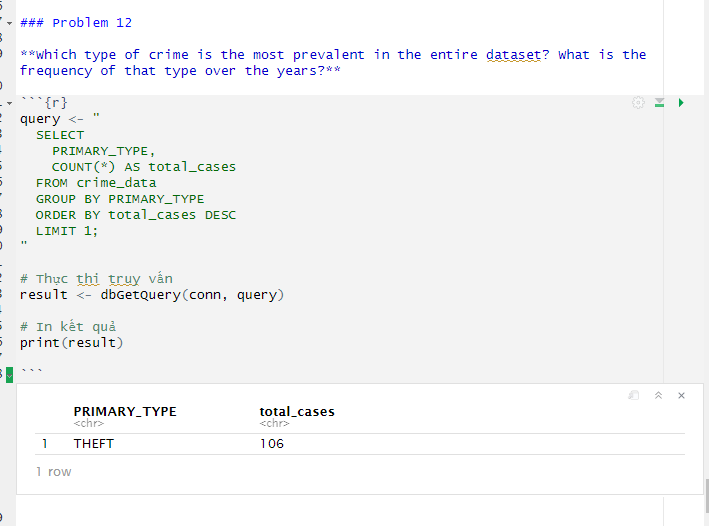 ### Problem 12
**Which type of crime is the most prevalent in the entire dataset? What is the
frequency of that type over the years?**
```{r}
query <- "
  SELECT
    PRIMARY_TYPE,
    COUNT(*) AS total_cases
  FROM crime_data
  GROUP BY PRIMARY_TYPE
  ORDER BY total_cases DESC
  LIMIT 1;
"
# Thực thi truy vấn
result <- dbGetQuery(conn, query)
# In kết quả
print(result)
```
PRIMARY_TYPE total_cases
<chr> <chr>
1 THEFT 106
1 row